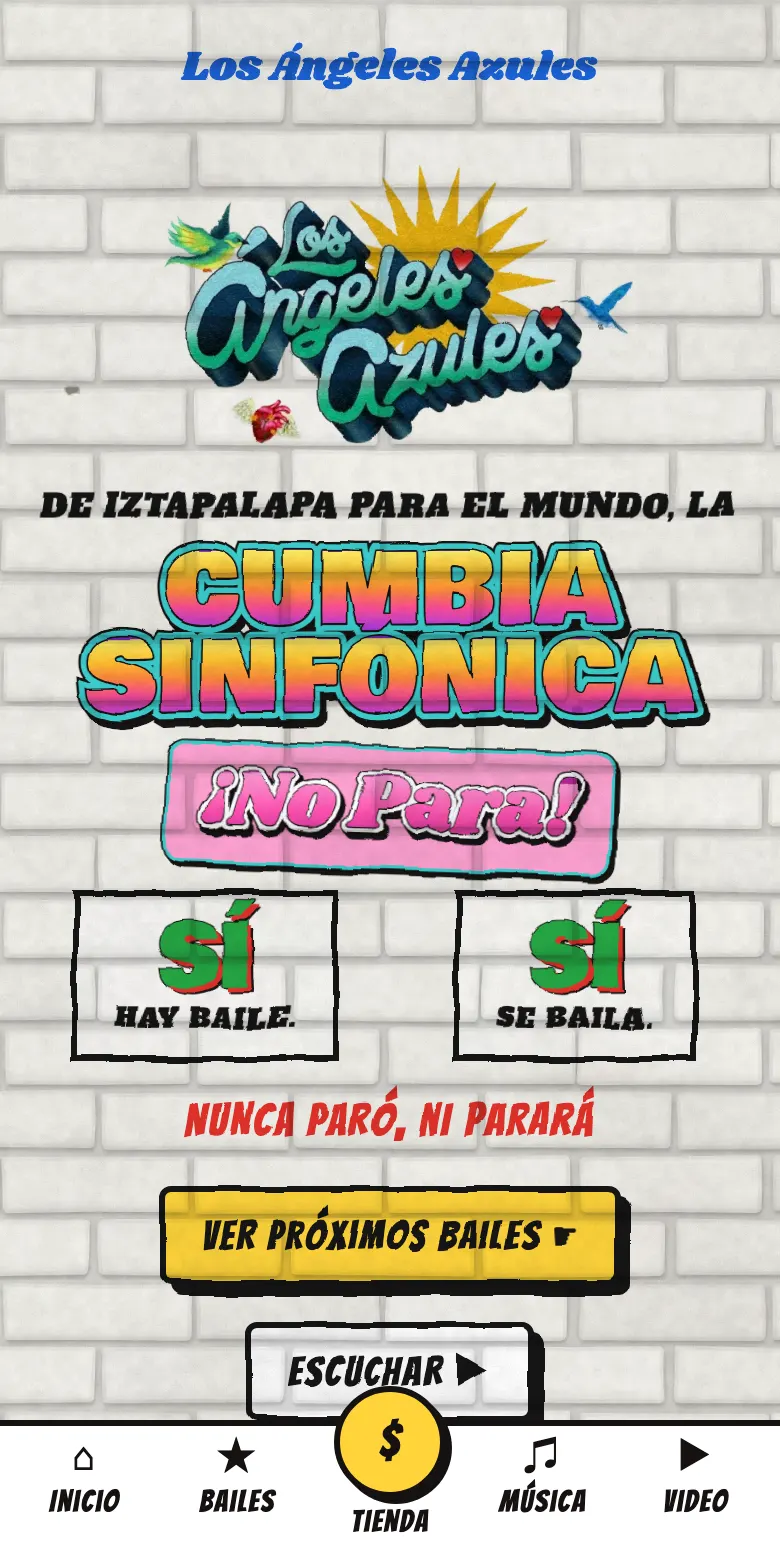 Los Ángeles Azules
Los
Ángeles
Azules
DE IZTAPALAPA PARA EL MUNDO, LA
CUMBIA
SINFONICA
¡No Para!
SÍ
HAY BAILE.
SÍ
SE BAILA.
NUNCA PARÓ, NI PARARÁ
VER PRÓXIMOS BAILES ☛
ESCUCHAR ▶
$
INICIO
BAILES
TIENDA
MÚSICA
VIDEO